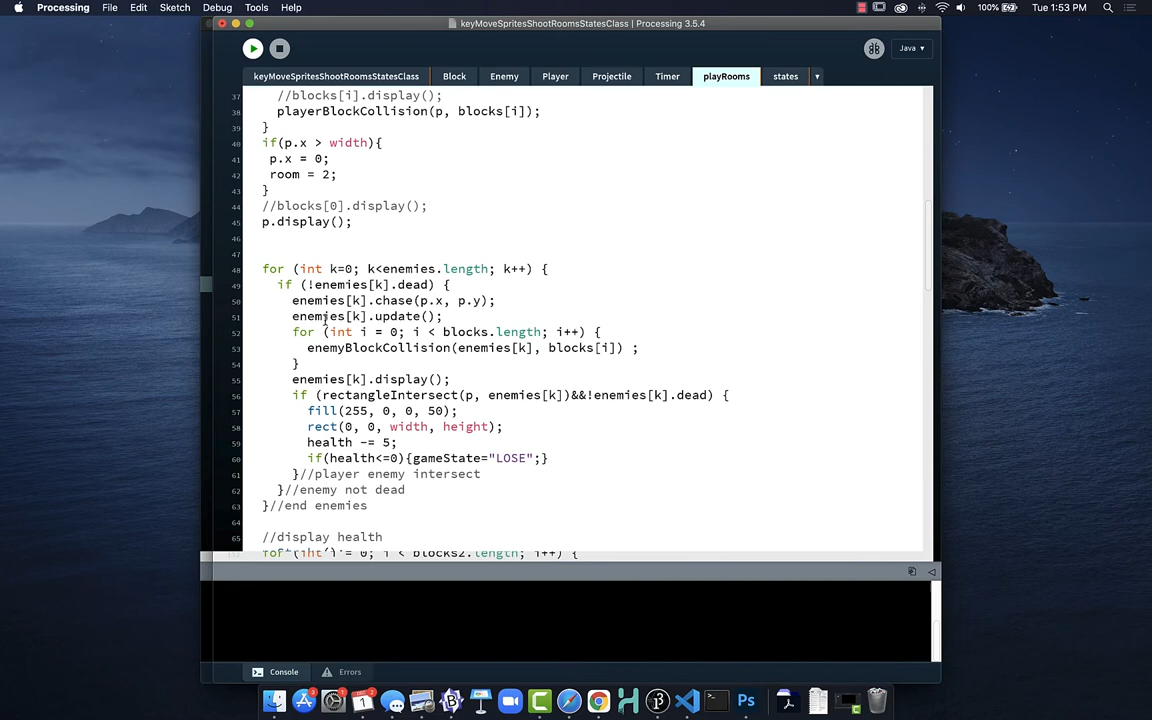 Processing File Edit Sketch Debug Tools Help 100% Tue 1:53 PM
keyMoveSpritesShootRoomsStatesClass | Processing 3.5.4
Java ▾
keyMoveSpritesShootRoomsStatesClass Block Enemy Player Projectile Timer playRooms states ▾
37 //blocks[i].display();
38 playerBlockCollision(p, blocks[i]);
39 }
40 if(p.x > width){
41 p.x = 0;
42 room = 2;
43 }
44 //blocks[0].display();
45 p.display();
46
47
48 for (int k=0; k<enemies.length; k++) {
49 if (!enemies[k].dead) {
50 enemies[k].chase(p.x, p.y);
51 enemies[k].update();
52 for (int i = 0; i < blocks.length; i++) {
53 enemyBlockCollision(enemies[k], blocks[i]) ;
54 }
55 enemies[k].display();
56 if (rectangleIntersect(p, enemies[k])&&!enemies[k].dead) {
57 fill(255, 0, 0, 50);
58 rect(0, 0, width, height);
59 health -= 5;
60 if(health<=0){gameState="LOSE";}
61 }//player enemy intersect
62 }//enemy not dead
63 }//end enemies
64
65 //display health
= 0; i < blocks2.length; i++) {
Console Errors